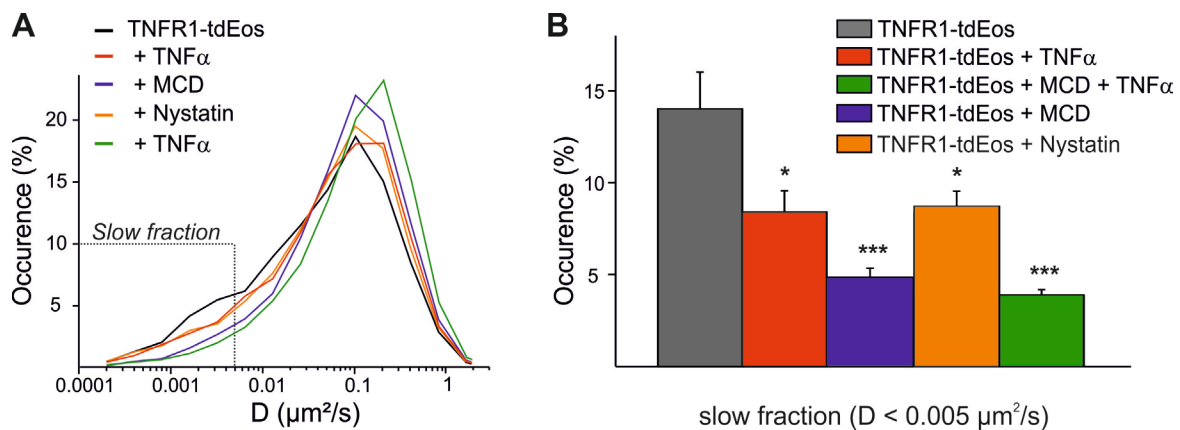 A
TNFR1-tdEos
+ TNFα
+ MCD
+ Nystatin
+ TNFα
Occurence (%)
20
15
10
5
Slow fraction
0.0001
0.001
0.01
0.1
1
D (µm²/s)
B
TNFR1-tdEos
TNFR1-tdEos + TNFα
TNFR1-tdEos + MCD + TNFα
TNFR1-tdEos + MCD
TNFR1-tdEos + Nystatin
Occurence (%)
15
10
5
*
***
*
***
slow fraction (D < 0.005 µm²/s)